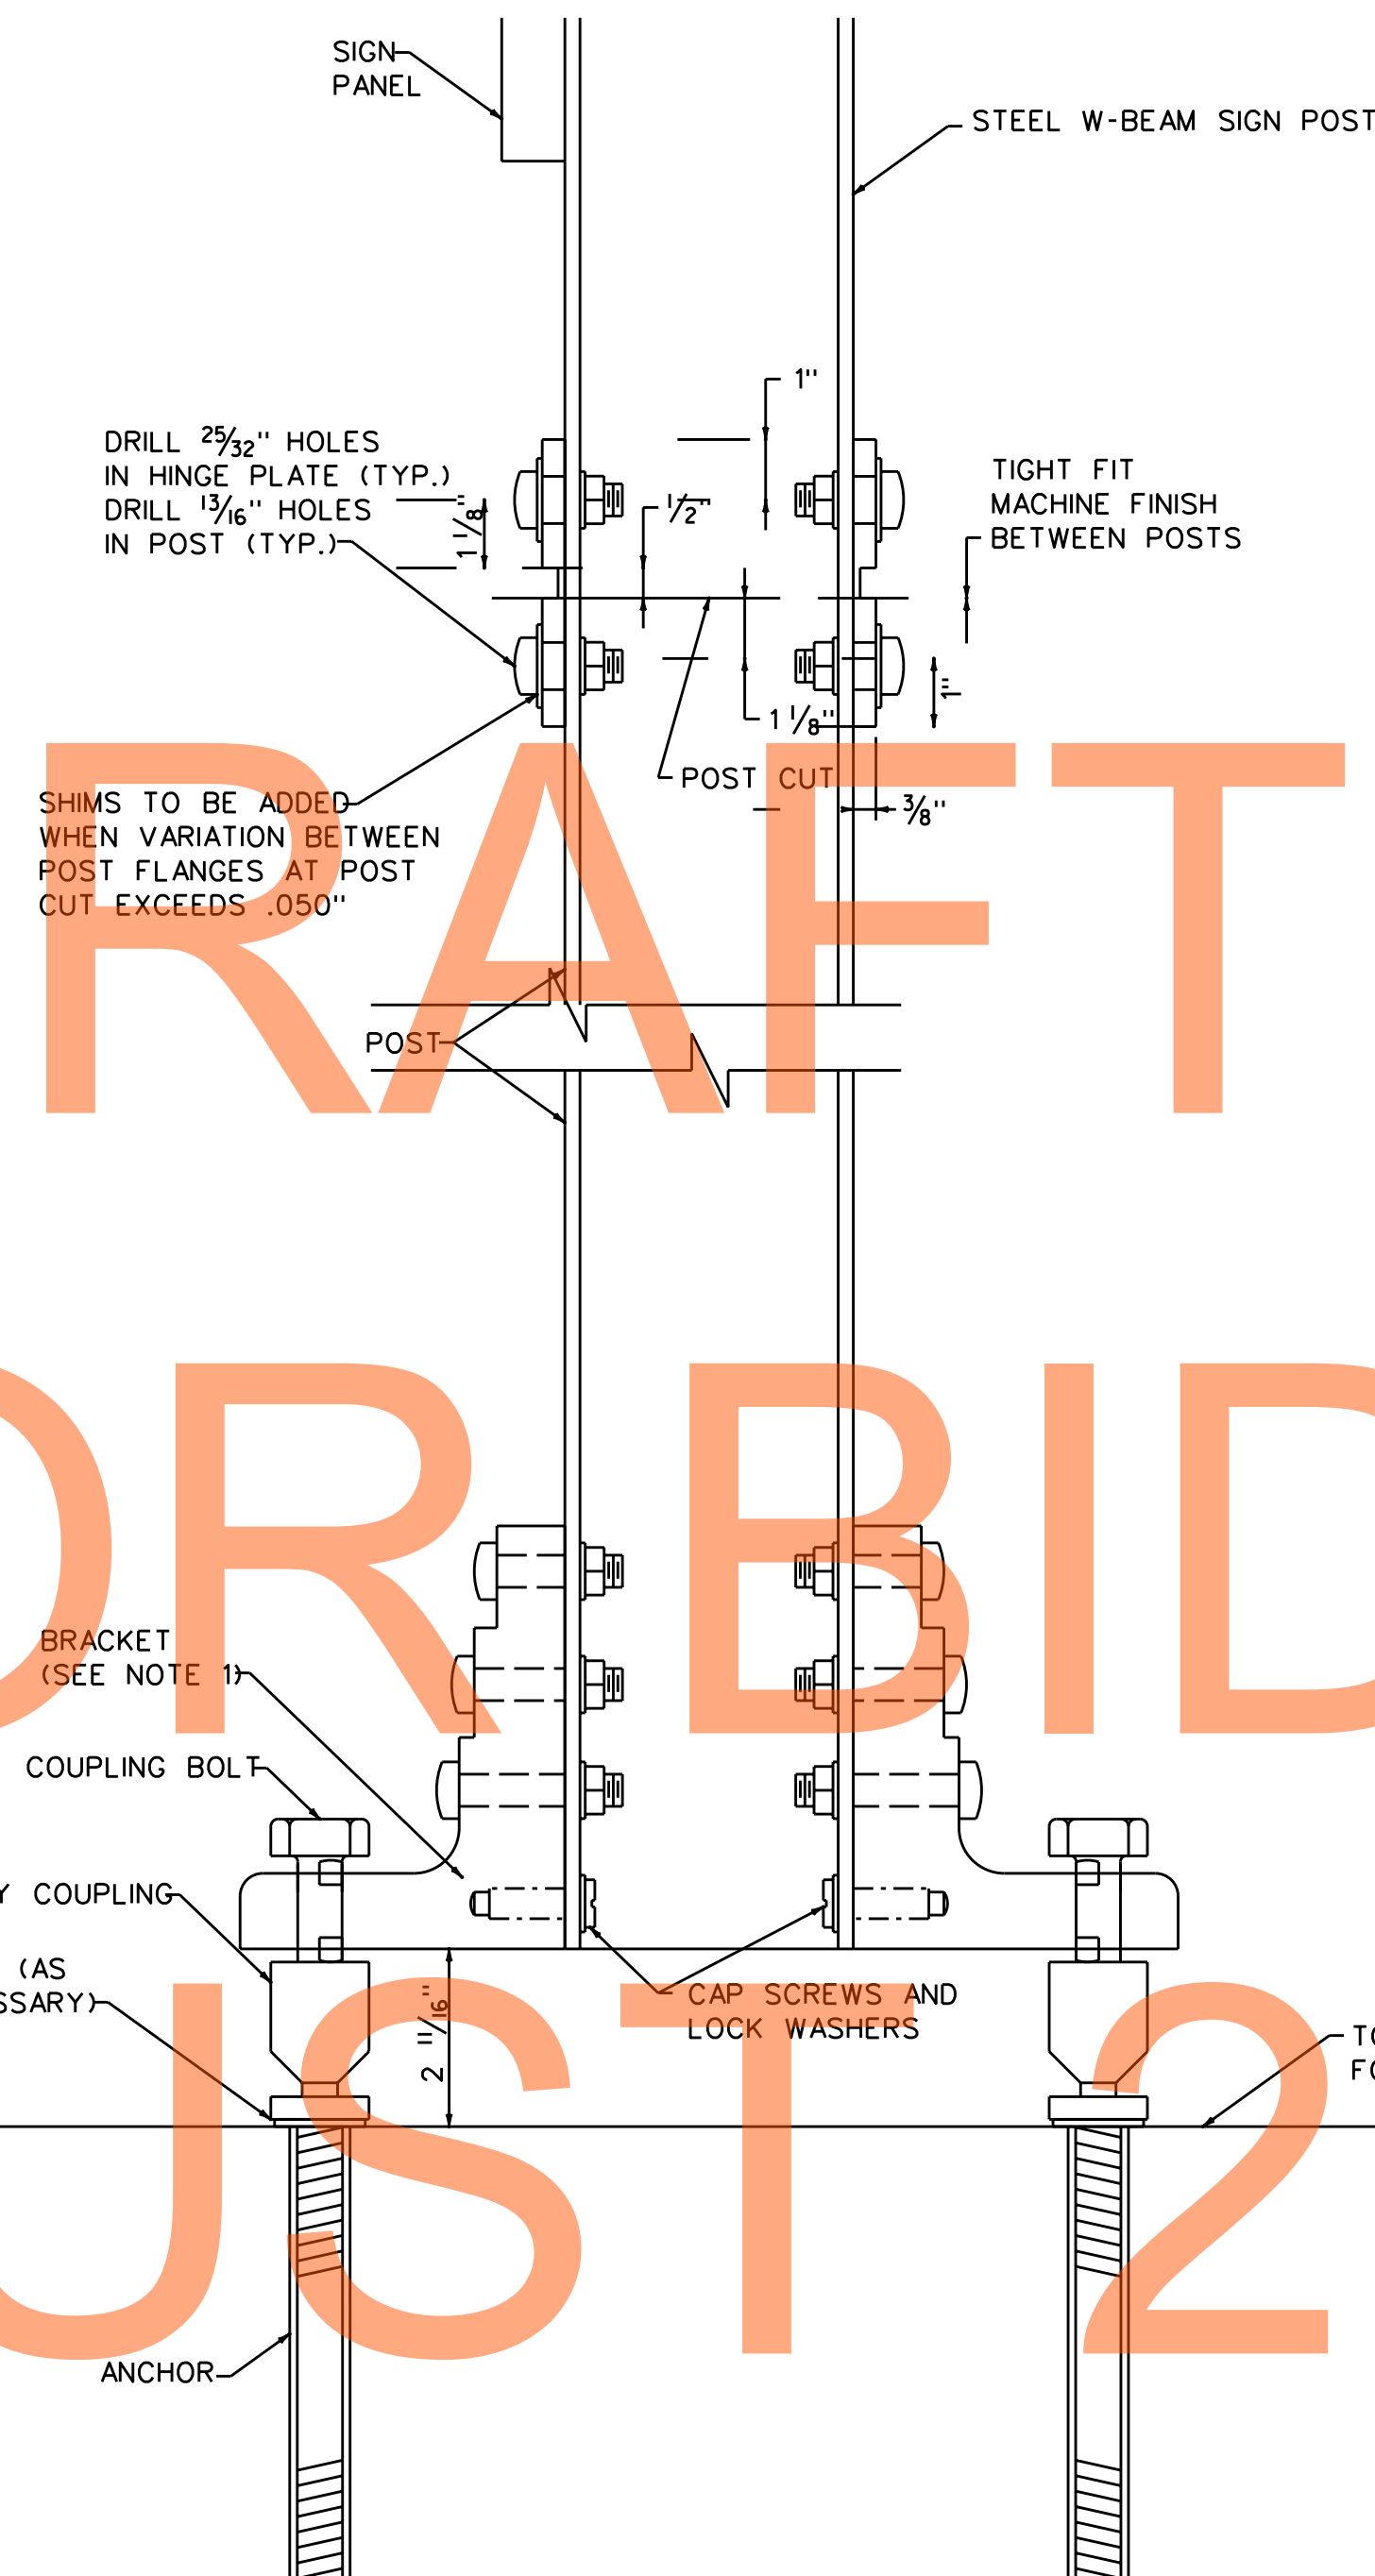 SIGN
PANEL
STEEL W-BEAM SIGN POST
1"
DRILL 25/32" HOLES
IN HINGE PLATE (TYP.)
DRILL 13/16" HOLES
IN POST (TYP.)
1 1/8"
1/2"
TIGHT FIT
MACHINE FINISH
BETWEEN POSTS
1"
1 1/8"
POST CUT
3/8"
SHIMS TO BE ADDED
WHEN VARIATION BETWEEN
POST FLANGES AT POST
CUT EXCEEDS .050"
RAFT
POST
OR BID
BRACKET
(SEE NOTE 1)
COUPLING BOLT
Y COUPLING
(AS
SSARY)
2 11/16"
CAP SCREWS AND
LOCK WASHERS
TO
FO
UST 2
ANCHOR